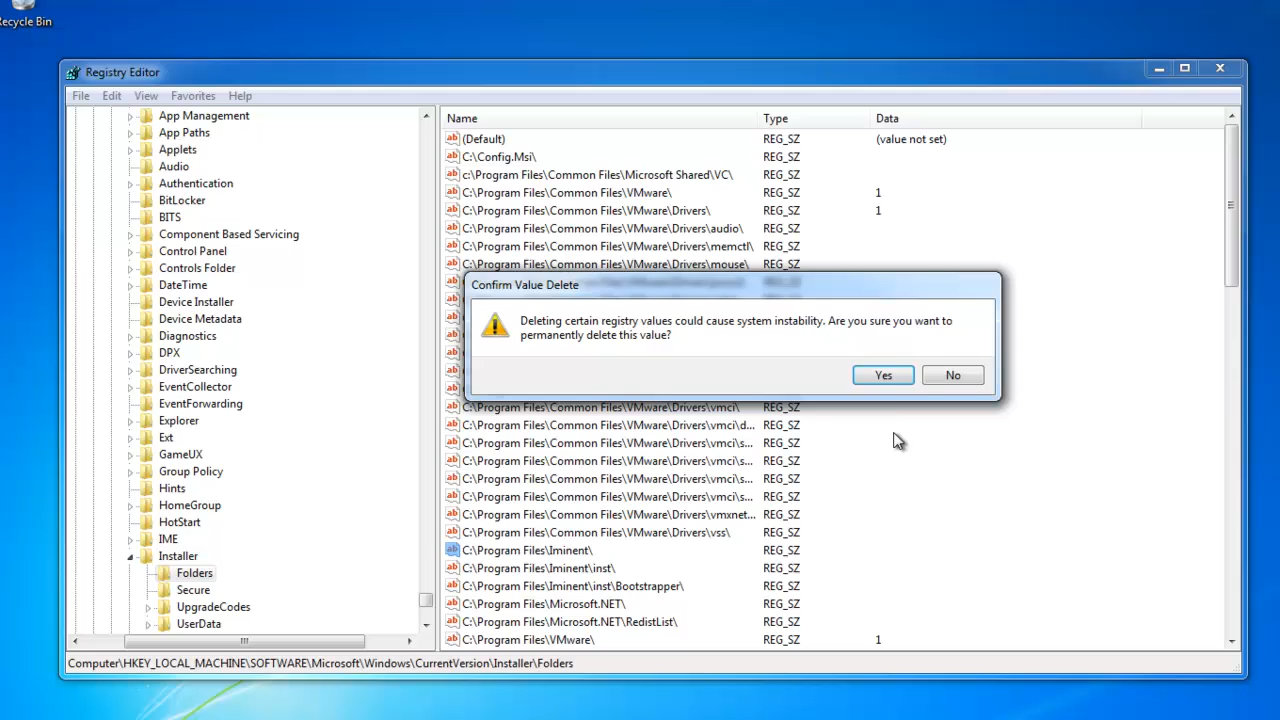 Recycle Bin
Registry Editor
File Edit View Favorites Help
App Management
App Paths
Applets
Audio
Authentication
BitLocker
BITS
Component Based Servicing
Control Panel
Controls Folder
DateTime
Device Installer
Device Metadata
Diagnostics
DPX
DriverSearching
EventCollector
EventForwarding
Explorer
Ext
GameUX
Group Policy
Hints
HomeGroup
HotStart
IME
Installer
Folders
Secure
UpgradeCodes
UserData
Name Type Data
(Default) REG_SZ (value not set)
C:\Config.Msi\ REG_SZ
c:\Program Files\Common Files\Microsoft Shared\VC\ REG_SZ
C:\Program Files\Common Files\VMware\ REG_SZ 1
C:\Program Files\Common Files\VMware\Drivers\ REG_SZ 1
C:\Program Files\Common Files\VMware\Drivers\audio\ REG_SZ
C:\Program Files\Common Files\VMware\Drivers\memctl\ REG_SZ
C:\Program Files\Common Files\VMware\Drivers\mouse\ REG_SZ
Confirm Value Delete
Deleting certain registry values could cause system instability. Are you sure you want to
permanently delete this value?
Yes No
C:\Program Files\Common Files\VMware\Drivers\vmci\ REG_SZ
C:\Program Files\Common Files\VMware\Drivers\vmci\d... REG_SZ
C:\Program Files\Common Files\VMware\Drivers\vmci\s... REG_SZ
C:\Program Files\Common Files\VMware\Drivers\vmci\s... REG_SZ
C:\Program Files\Common Files\VMware\Drivers\vmci\s... REG_SZ
C:\Program Files\Common Files\VMware\Drivers\vmci\s... REG_SZ
C:\Program Files\Common Files\VMware\Drivers\vmxnet... REG_SZ
C:\Program Files\Common Files\VMware\Drivers\vss\ REG_SZ
C:\Program Files\Iminent\ REG_SZ
C:\Program Files\Iminent\inst\ REG_SZ
C:\Program Files\Iminent\inst\Bootstrapper\ REG_SZ
C:\Program Files\Microsoft.NET\ REG_SZ
C:\Program Files\Microsoft.NET\RedistList\ REG_SZ
C:\Program Files\VMware\ REG_SZ 1
Computer\HKEY_LOCAL_MACHINE\SOFTWARE\Microsoft\Windows\CurrentVersion\Installer\Folders